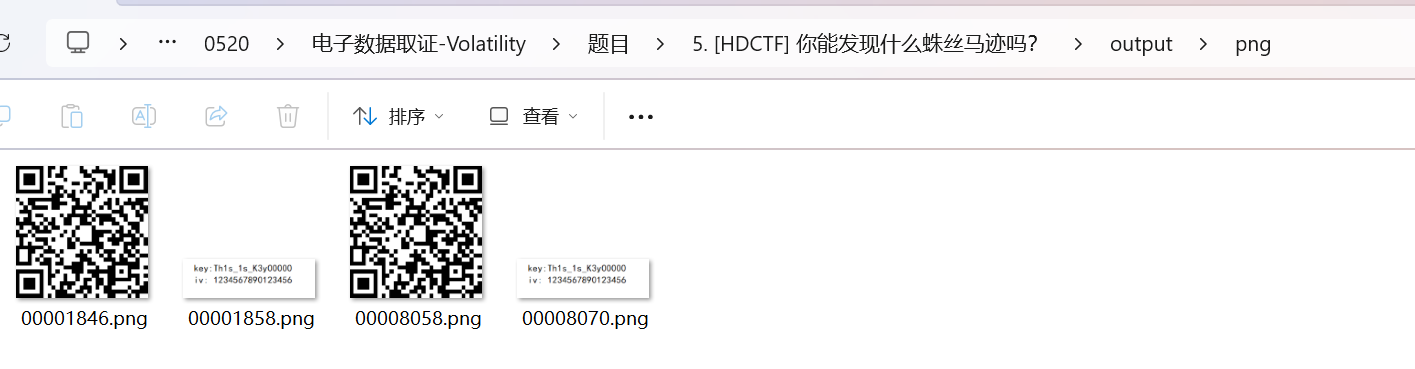 … 0520 电子数据取证-Volatility 题目 5. [HDCTF] 你能发现什么蛛丝马迹吗? output png
排序 查看 …
key:Th1s_1s_K3y00000
iv: 1234567890123456
key:Th1s_1s_K3y00000
iv: 1234567890123456
00001846.png 00001858.png 00008058.png 00008070.png